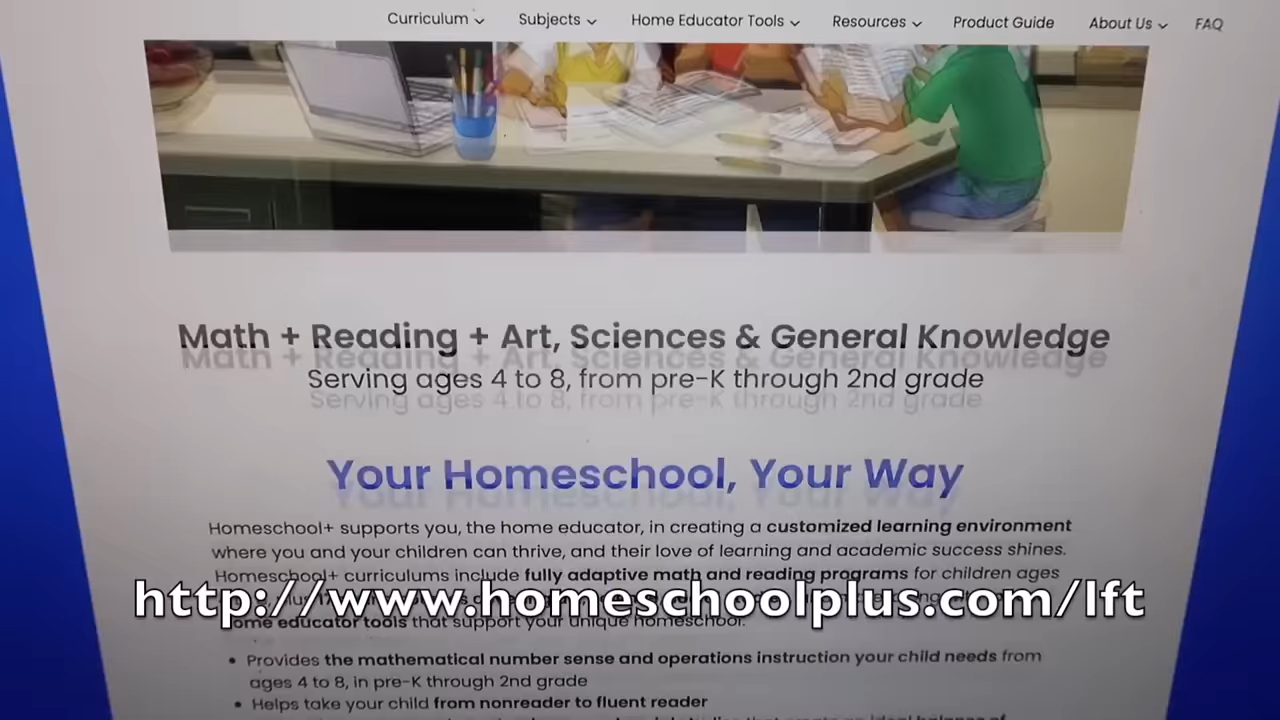 Curriculum Subjects Home Educator Tools Resources Product Guide About Us FAQ
Math + Reading + Art, Sciences & General Knowledge
Serving ages 4 to 8, from pre-K through 2nd grade
Your Homeschool, Your Way
Homeschool+ supports you, the home educator, in creating a customized learning environment
where you and your children can thrive, and their love of learning and academic success shines.
Homeschool+ curriculums include fully adaptive math and reading programs for children ages
http://www.homeschoolplus.com/lft
home educator tools that support your unique homeschool.
• Provides the mathematical number sense and operations instruction your child needs from
ages 4 to 8, in pre-K through 2nd grade
• Helps take your child from nonreader to fluent reader